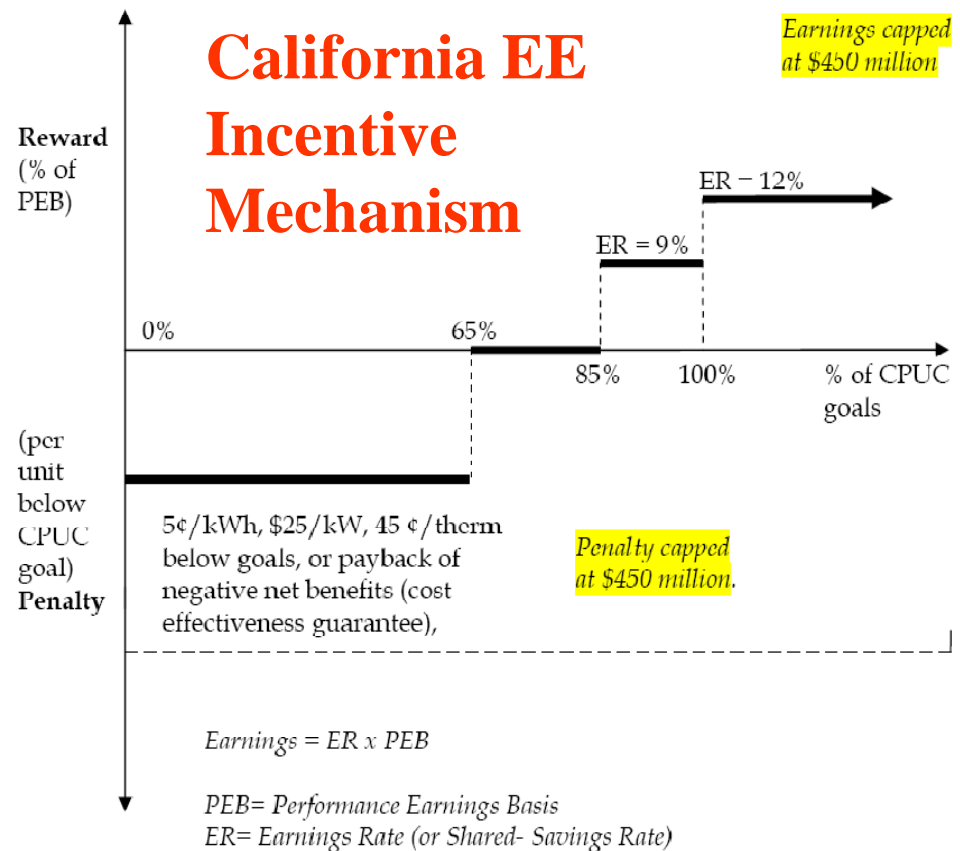 California EE
Incentive
Mechanism
Earnings capped
at $450 million
Reward
(% of
PEB)
ER – 12%
ER = 9%
0%
65%
85%
100%
% of CPUC
goals
(per
unit
below
CPUC
goal)
Penalty
5¢/kWh, $25/kW, 45 ¢/therm
below goals, or payback of
negative net benefits (cost
effectiveness guarantee),
Penalty capped
at $450 million.
Earnings = ER x PEB
PEB= Performance Earnings Basis
ER= Earnings Rate (or Shared- Savings Rate)